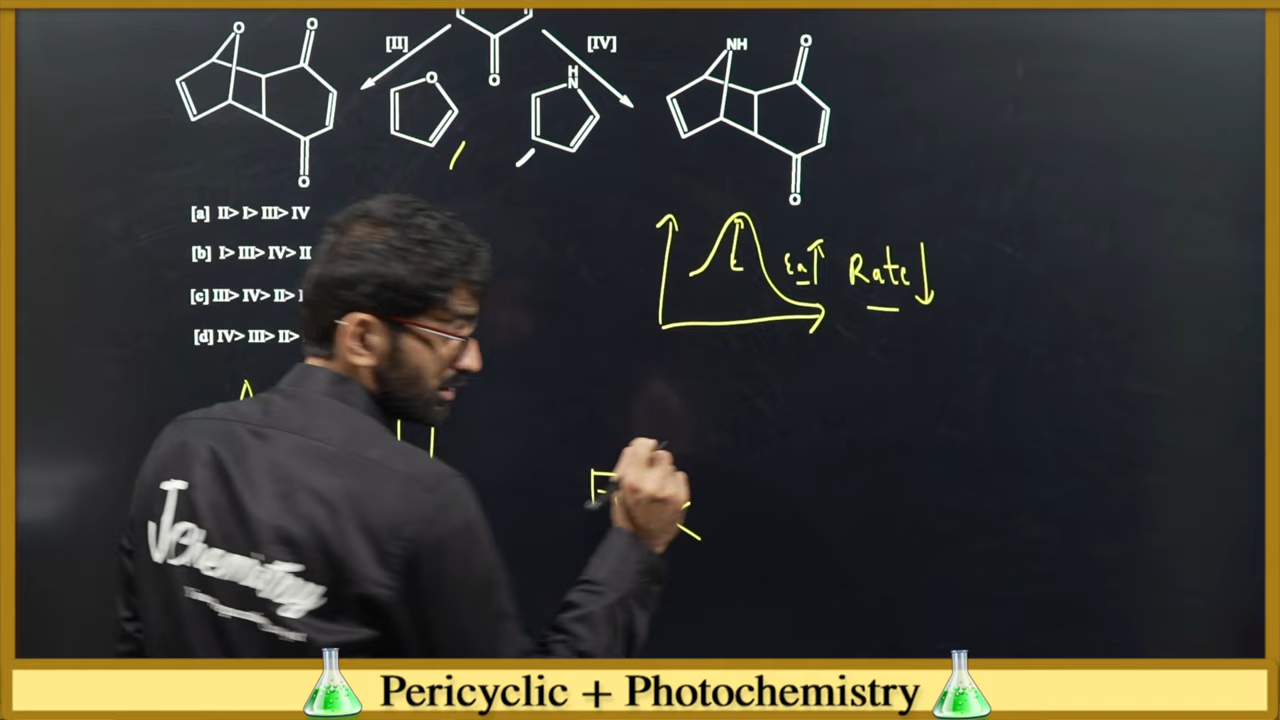 [II]
[IV]
O
O
O
O
O
H
N
NH
O
O
[a] II> I> III> IV
[b] I> III> IV> II
[c] III> IV> II>
[d] IV> III> II>
Ea↑ Rate↓
JChemistry
Pericyclic + Photochemistry